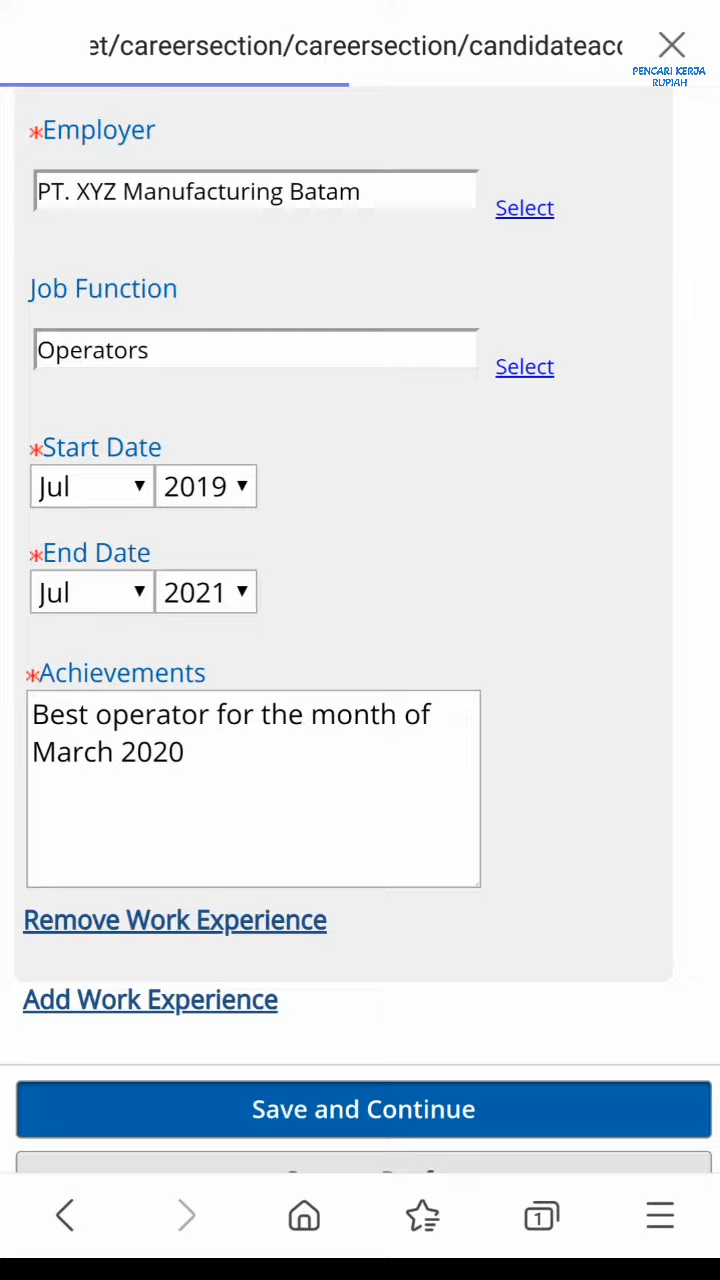 et/careersection/careersection/candidateacc
PENCARI KERJA
RUPIAH
*Employer
PT. XYZ Manufacturing Batam
Select
Job Function
Operators
Select
*Start Date
Jul 2019
*End Date
Jul 2021
*Achievements
Best operator for the month of
March 2020
Remove Work Experience
Add Work Experience
Save and Continue
1